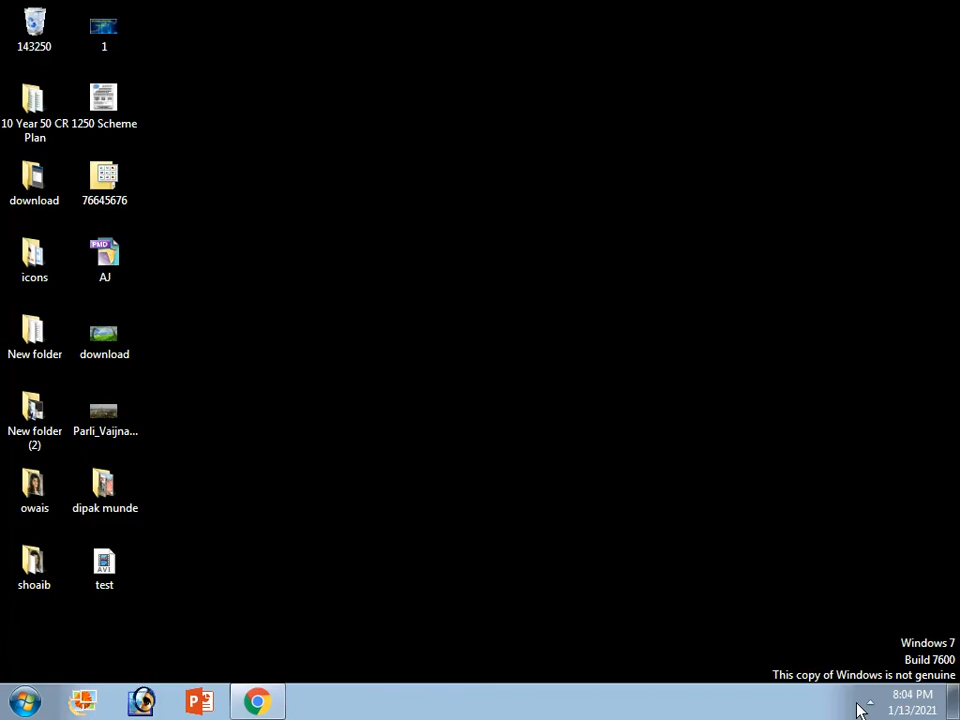 143250
1
10 Year 50 CR
Plan
1250 Scheme
download
76645676
icons
PMD
AJ
New folder
download
New folder
(2)
Parli_Vaijna...
owais
dipak munde
shoaib
AVI
test
Windows 7
Build 7600
This copy of Windows is not genuine
P
8:04 PM
1/13/2021